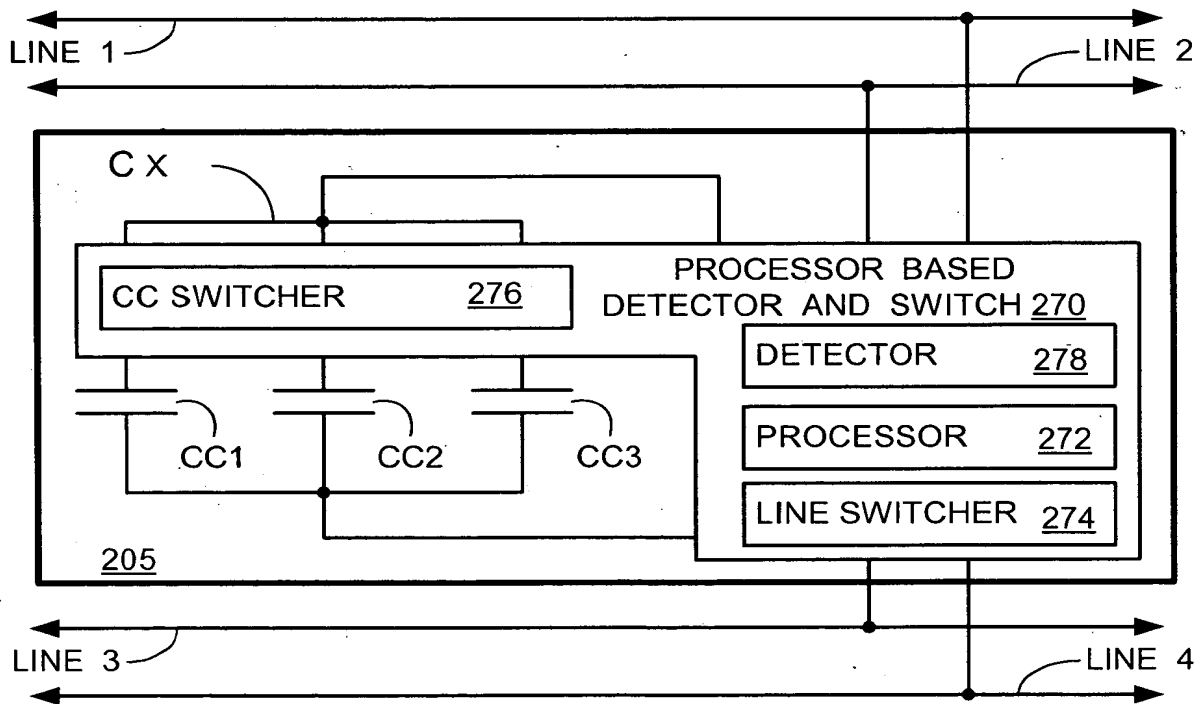 LINE 1
LINE 2
C X
PROCESSOR BASED
DETECTOR AND SWITCH 270
CC SWITCHER 276
DETECTOR 278
PROCESSOR 272
LINE SWITCHER 274
CC1
CC2
CC3
205
LINE 3
LINE 4